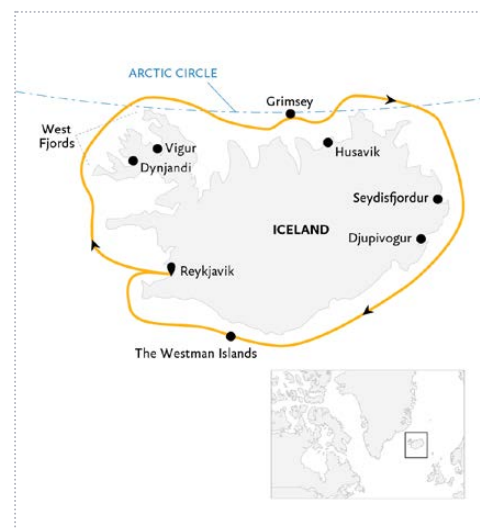 ARCTIC CIRCLE
Grimsey
West
Fjords
Vigur
Dynjandi
Husavik
Seydisfjordur
ICELAND
Djupivogur
Reykjavik
The Westman Islands